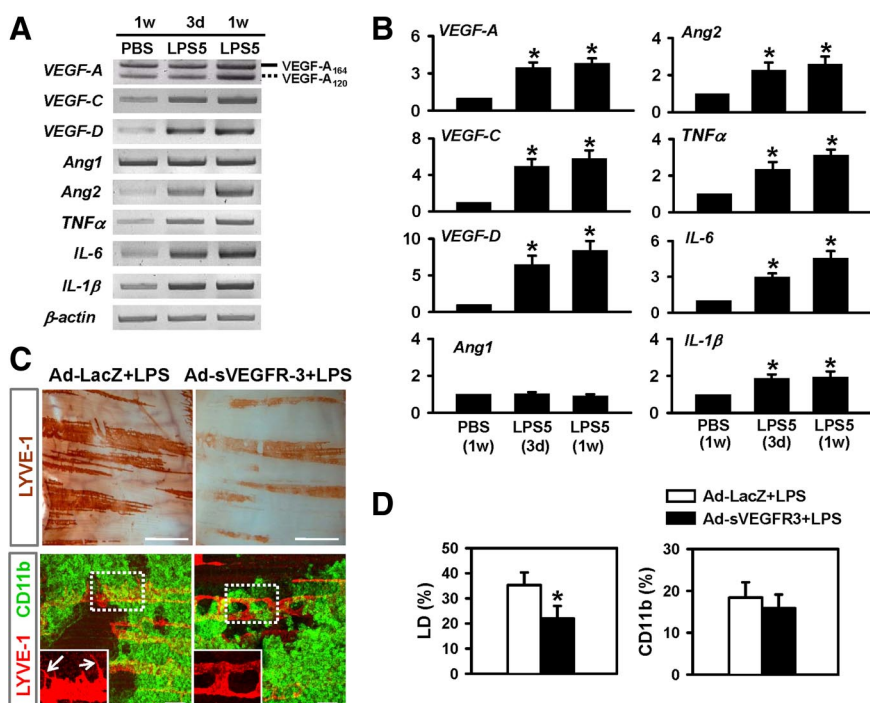 A
1w 3d 1w
PBS LPS5 LPS5
VEGF-A
VEGF-A164
VEGF-A120
VEGF-C
VEGF-D
Ang1
Ang2
TNFα
IL-6
IL-1β
β-actin
B
VEGF-A
6
3
0
* *
Ang2
4
2
0
* *
VEGF-C
8
4
0
* *
TNFα
4
2
0
* *
VEGF-D
10
5
0
* *
IL-6
6
3
0
* *
Ang1
4
2
0
IL-1β
4
2
0
* *
PBS LPS5 LPS5
(1w) (3d) (1w)
PBS LPS5 LPS5
(1w) (3d) (1w)
C
Ad-LacZ+LPS Ad-sVEGFR-3+LPS
LYVE-1
LYVE-1 CD11b
D
Ad-LacZ+LPS
Ad-sVEGFR3+LPS
LD (%)
50
40
30
20
10
0
*
CD11b (%)
30
20
10
0